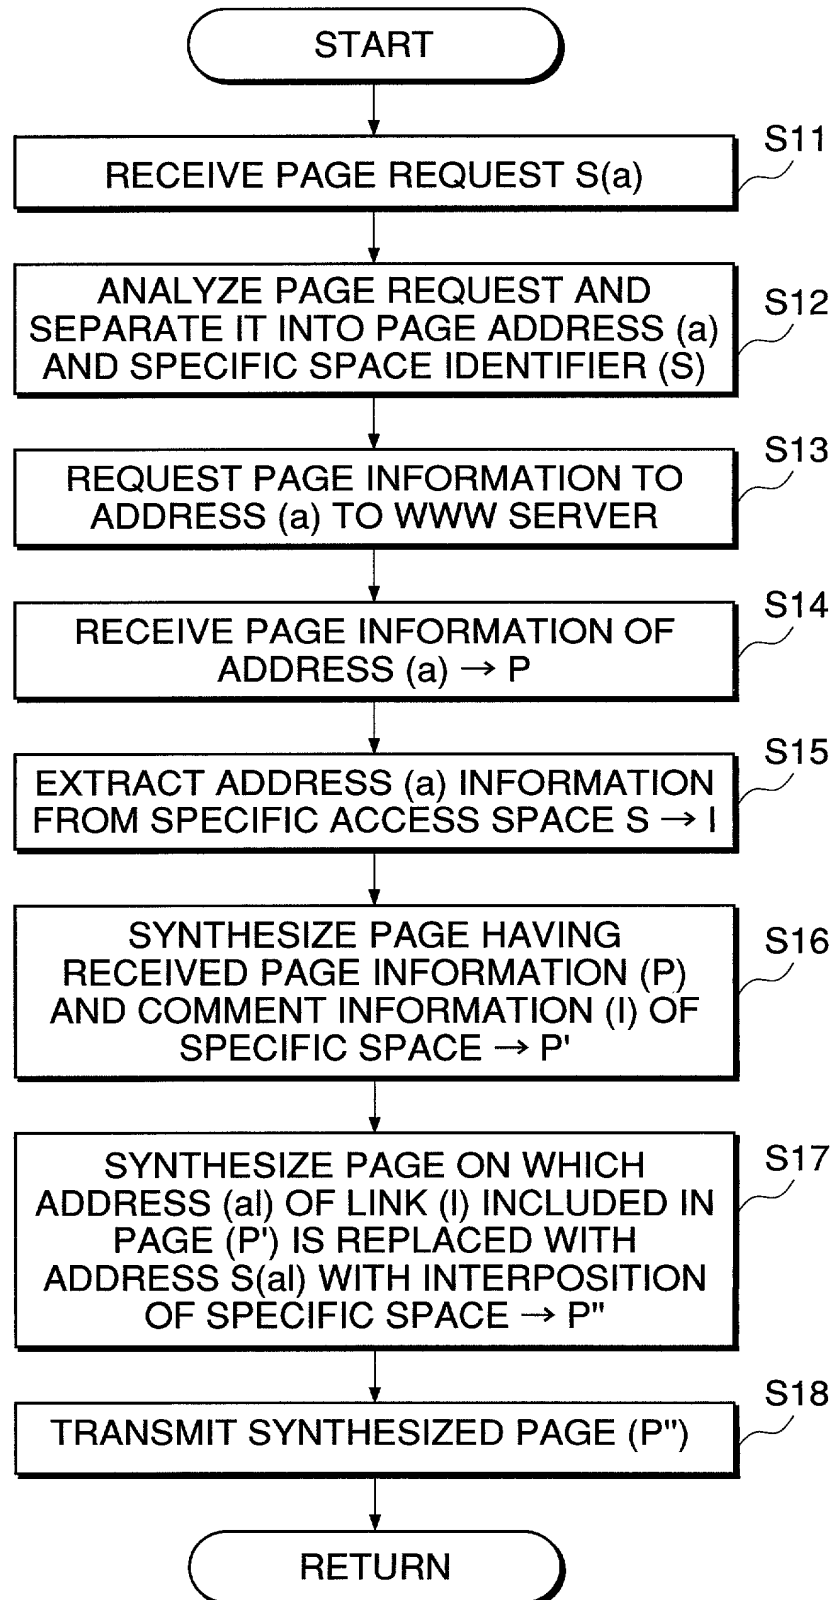 START
S11
RECEIVE PAGE REQUEST S(a)
S12
ANALYZE PAGE REQUEST AND
SEPARATE IT INTO PAGE ADDRESS (a)
AND SPECIFIC SPACE IDENTIFIER (S)
S13
REQUEST PAGE INFORMATION TO
ADDRESS (a) TO WWW SERVER
S14
RECEIVE PAGE INFORMATION OF
ADDRESS (a) → P
S15
EXTRACT ADDRESS (a) INFORMATION
FROM SPECIFIC ACCESS SPACE S → I
S16
SYNTHESIZE PAGE HAVING
RECEIVED PAGE INFORMATION (P)
AND COMMENT INFORMATION (I) OF
SPECIFIC SPACE → P'
S17
SYNTHESIZE PAGE ON WHICH
ADDRESS (al) OF LINK (l) INCLUDED IN
PAGE (P') IS REPLACED WITH
ADDRESS S(al) WITH INTERPOSITION
OF SPECIFIC SPACE → P"
S18
TRANSMIT SYNTHESIZED PAGE (P")
RETURN